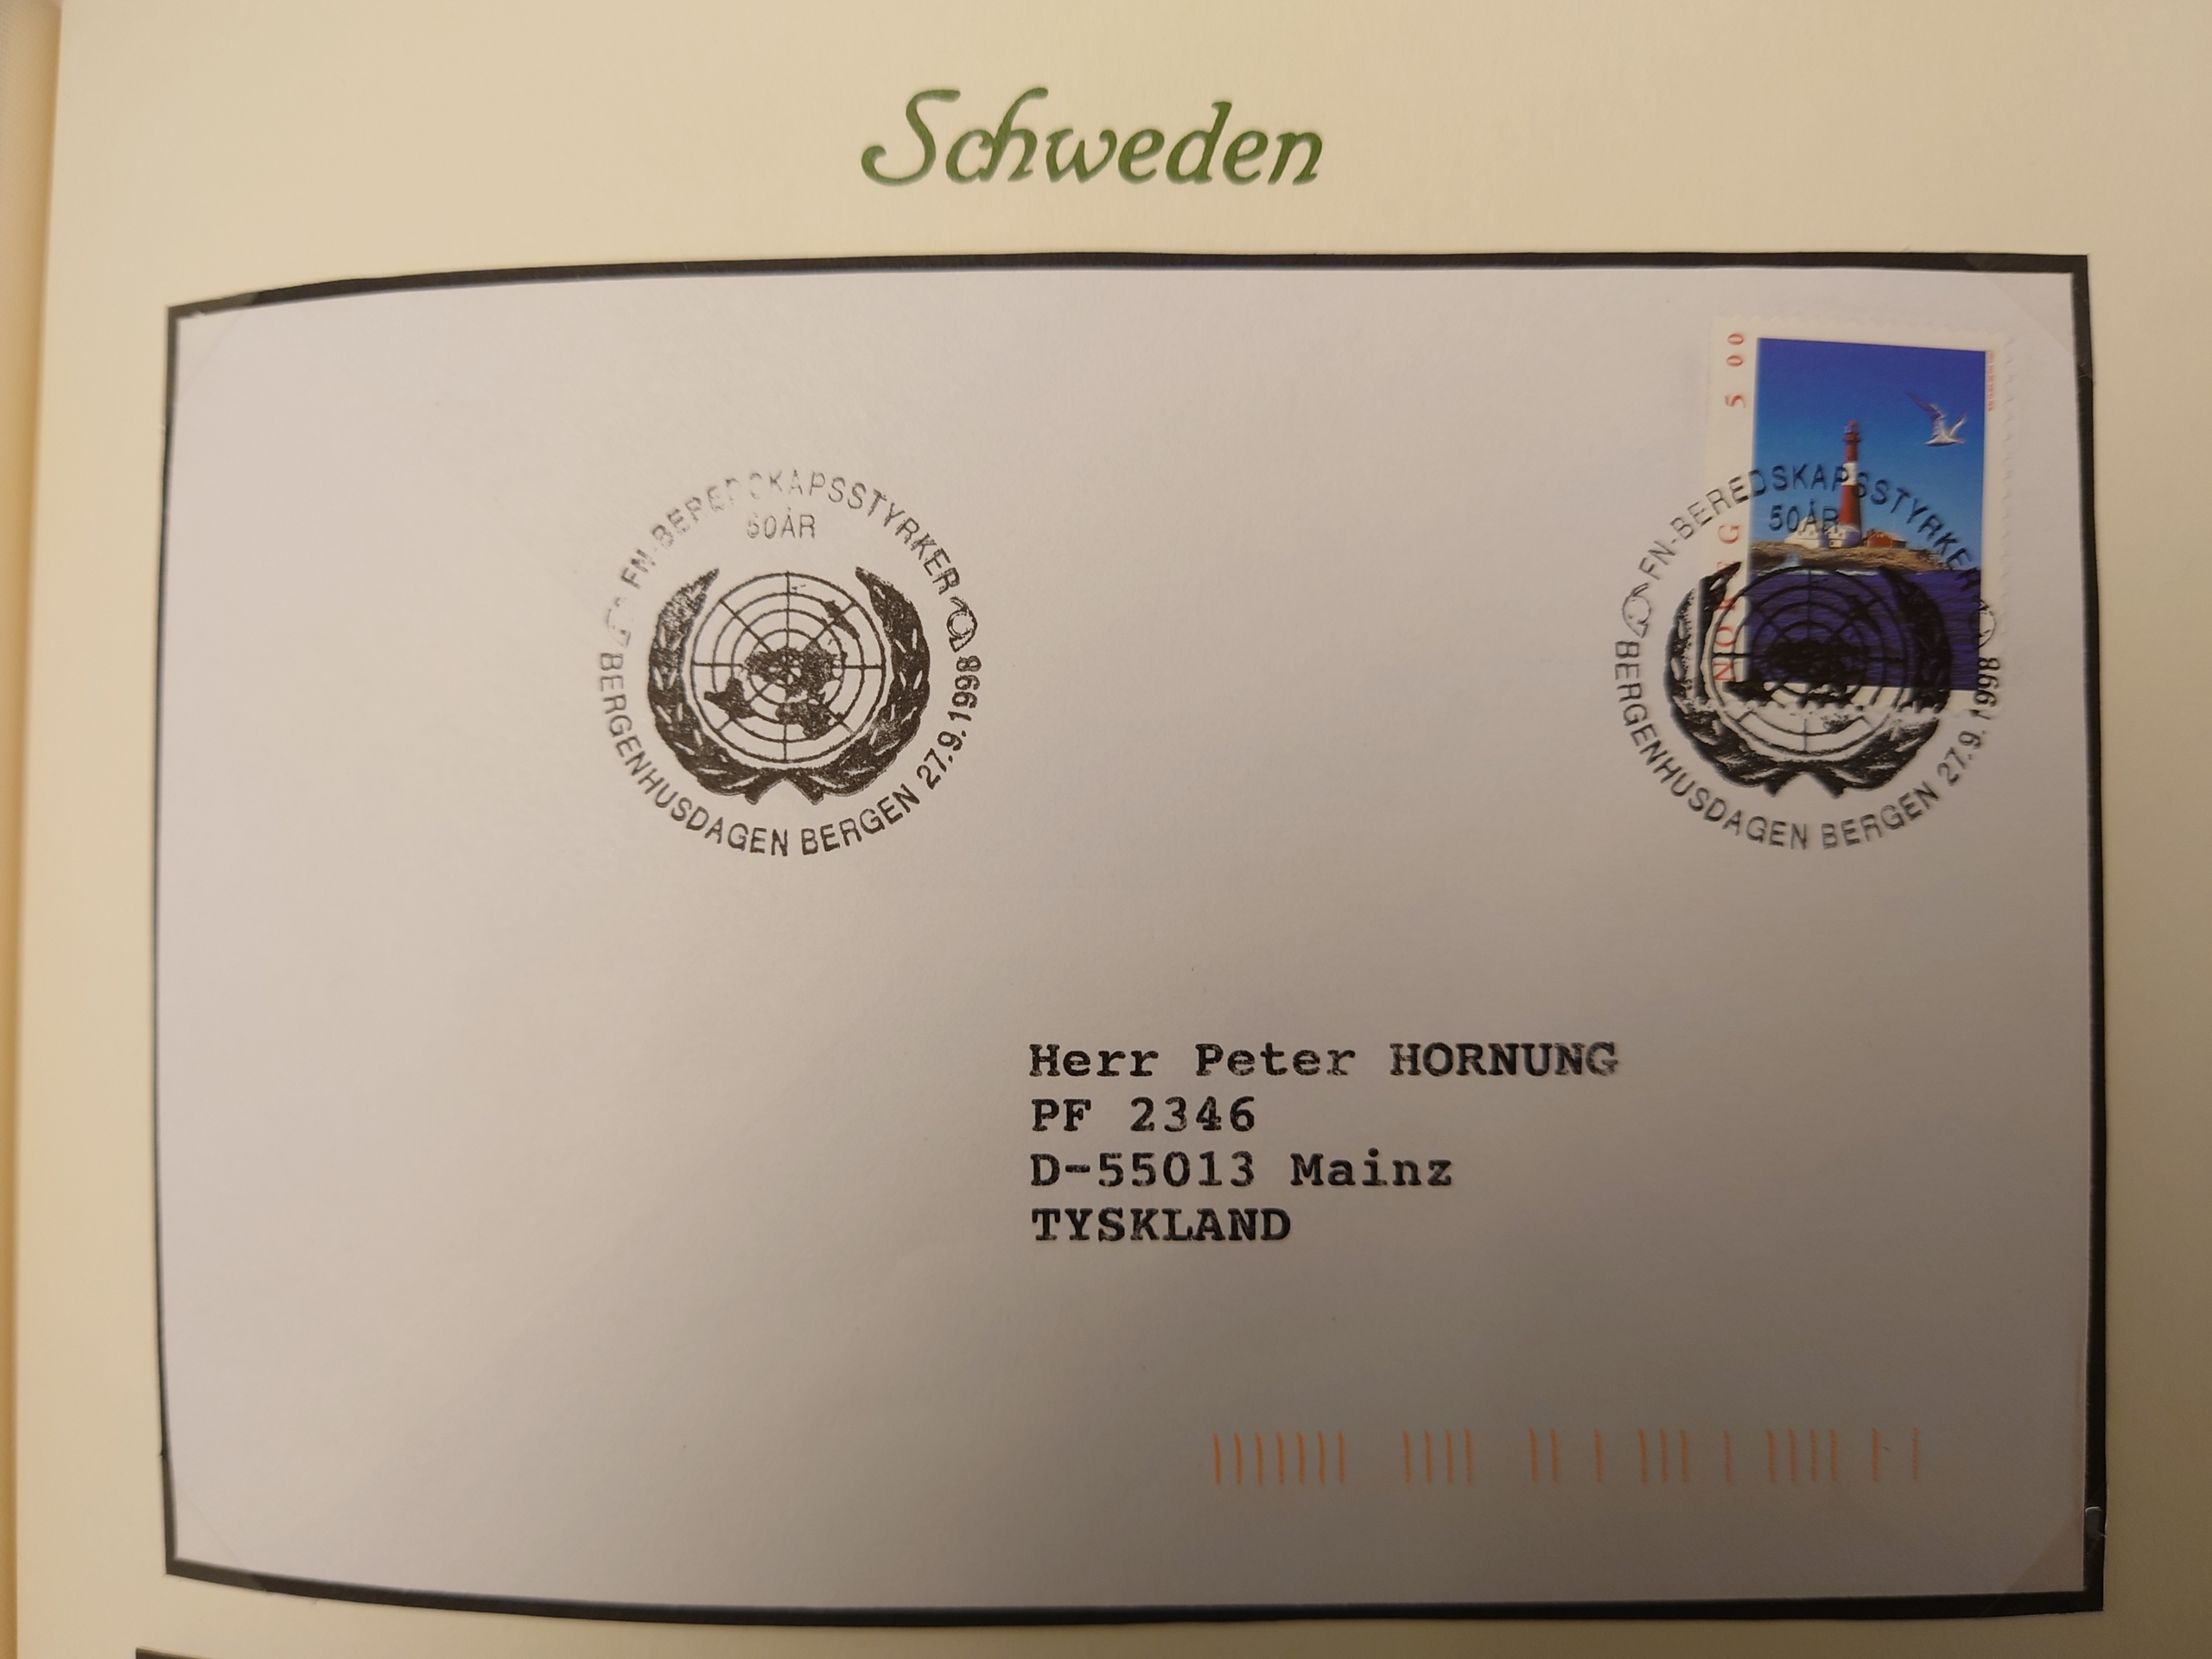 Schweden
FN-BEREDSKAPSSTYRKER
50ÅR
BERGENHUSDAGEN BERGEN 27.9.1998
NORGE 5 00
FN-BEREDSKAPSSTYRKER
50ÅR
BERGENHUSDAGEN BERGEN 27.9.1998
Herr Peter HORNUNG
PF 2346
D-55013 Mainz
TYSKLAND